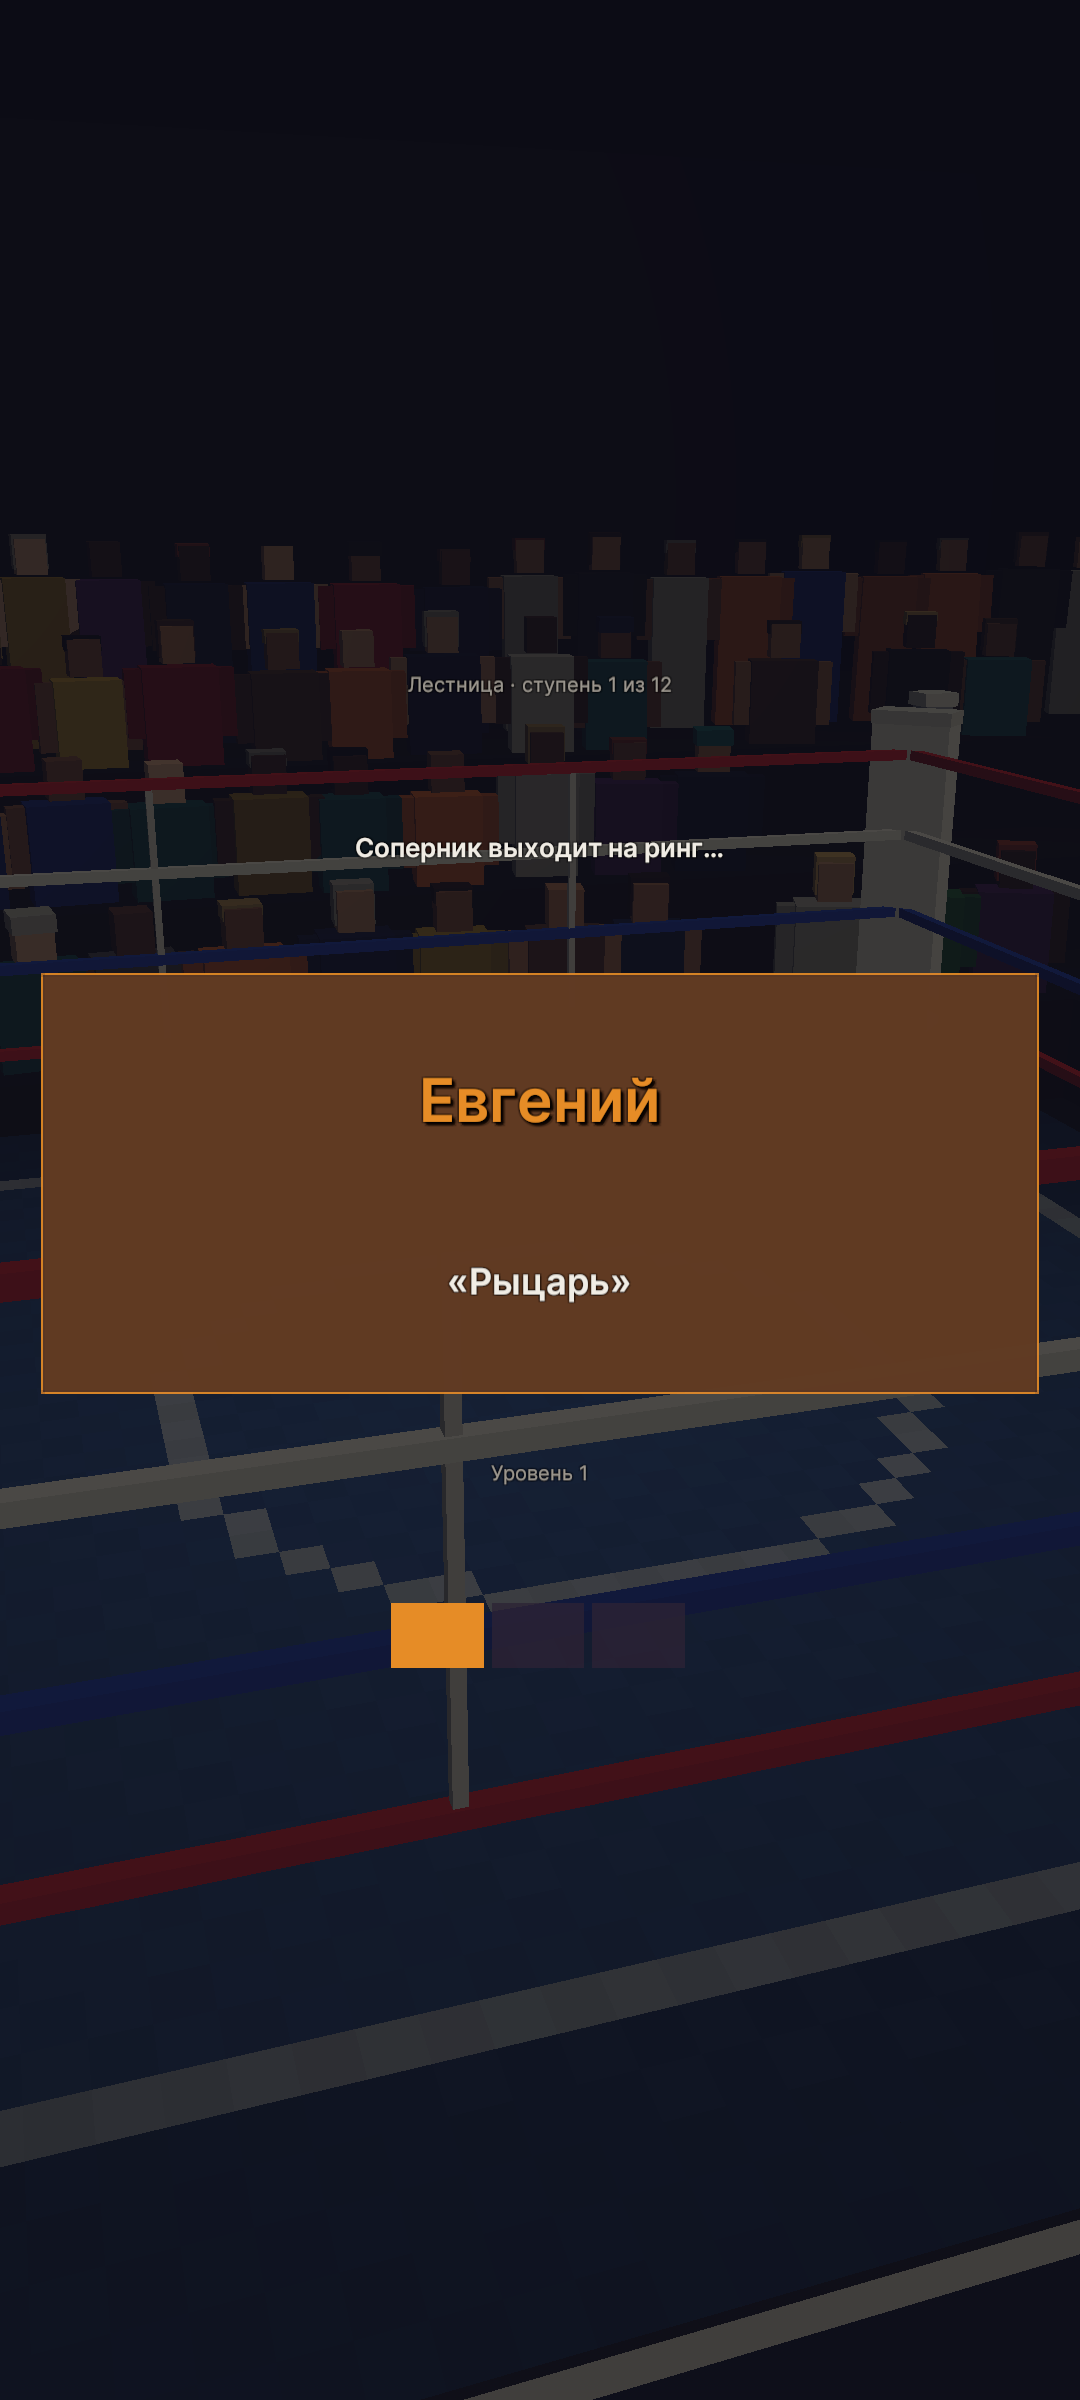 Лестница · ступень 1 из 12
Соперник выходит на ринг...
Евгений
«Рыцарь»
Уровень 1